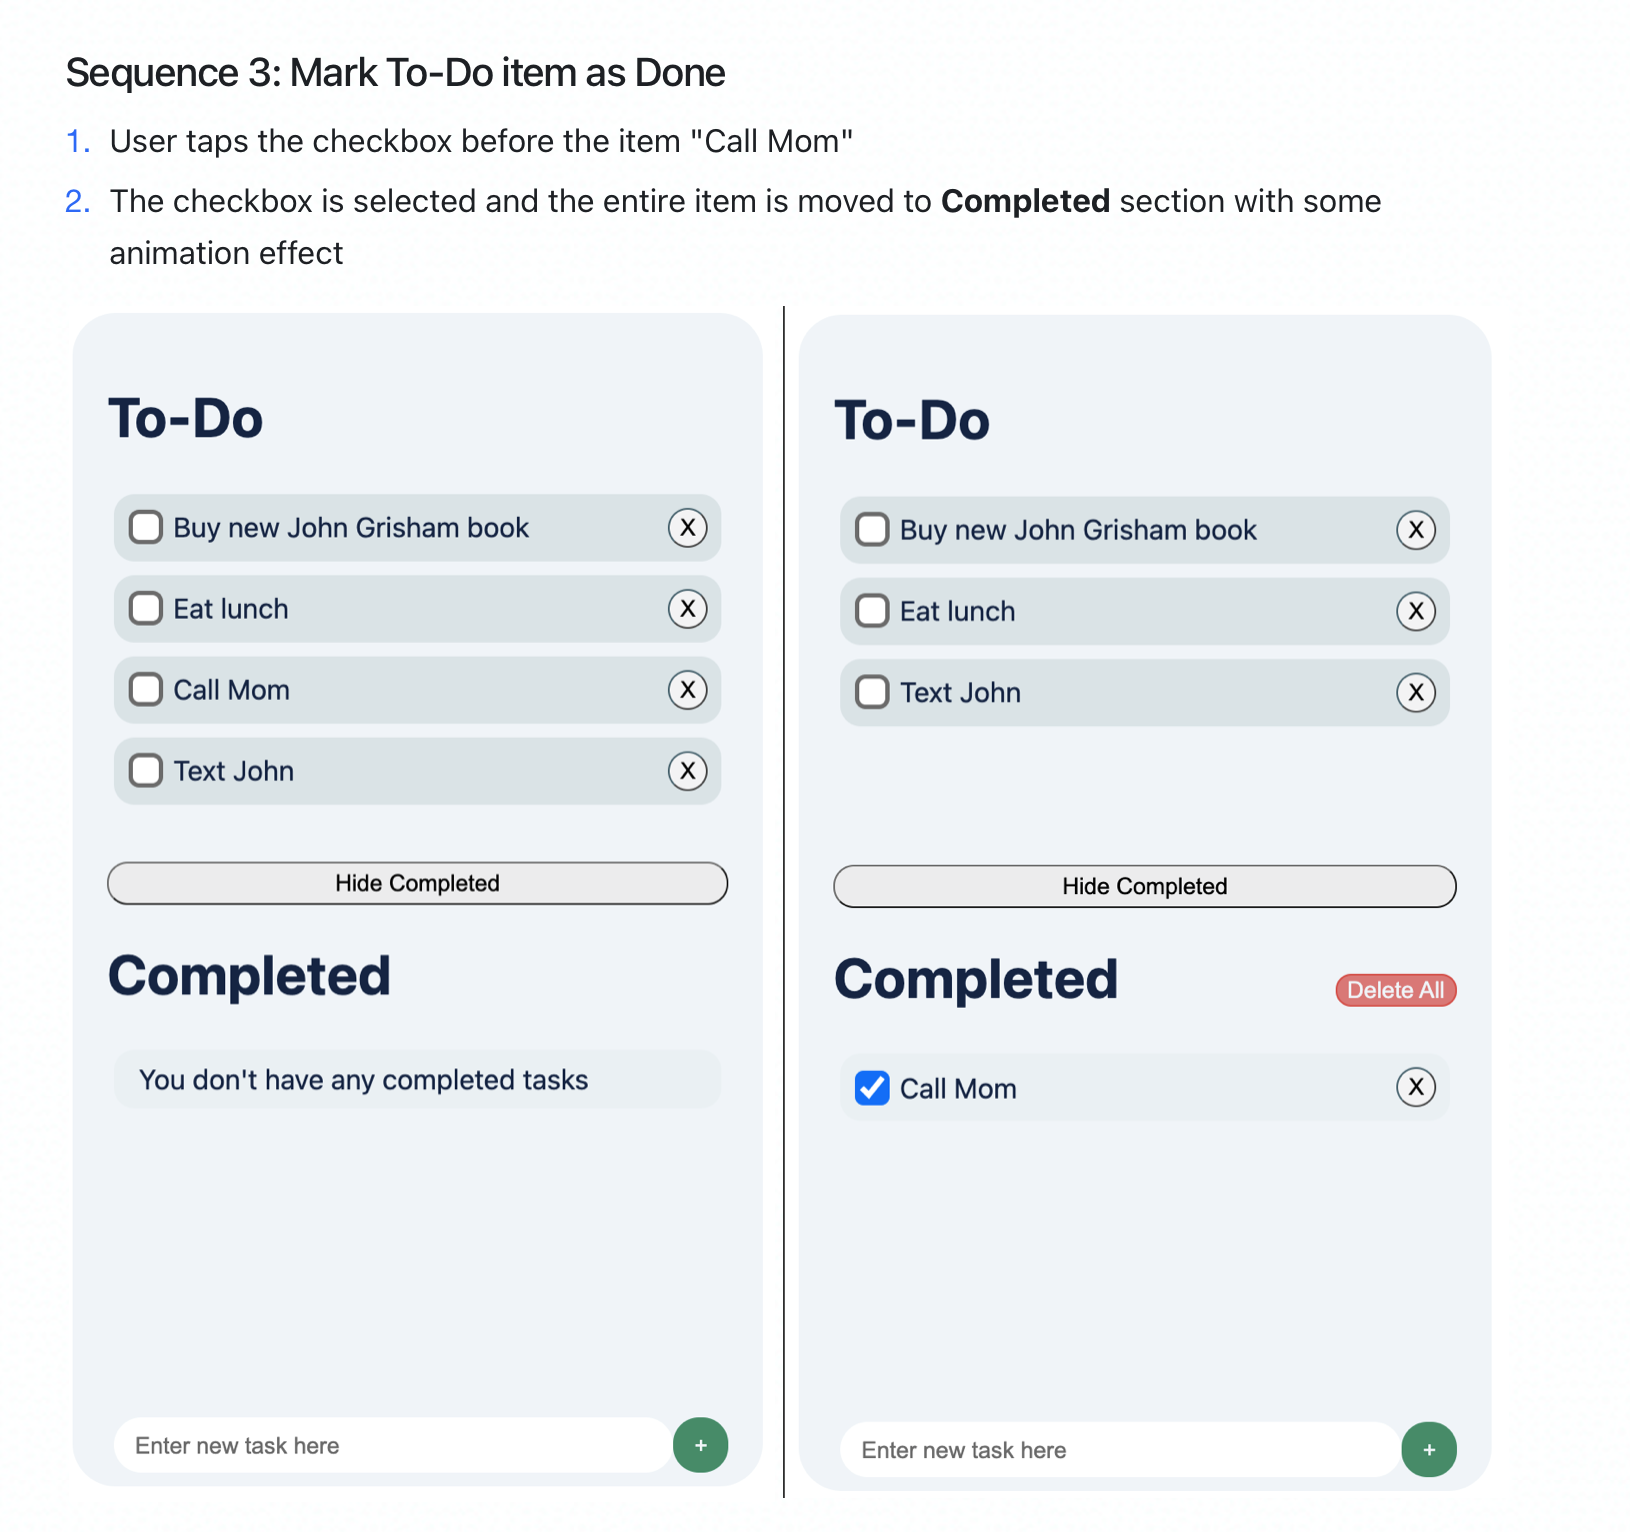 Sequence 3: Mark To-Do item as Done
1. User taps the checkbox before the item "Call Mom"
2. The checkbox is selected and the entire item is moved to Completed section with some
animation effect
To-Do
Buy new John Grisham book X
Eat lunch X
Call Mom X
Text John X
Hide Completed
Completed
You don't have any completed tasks
Enter new task here +
To-Do
Buy new John Grisham book X
Eat lunch X
Text John X
Hide Completed
Completed Delete All
Call Mom X
Enter new task here +